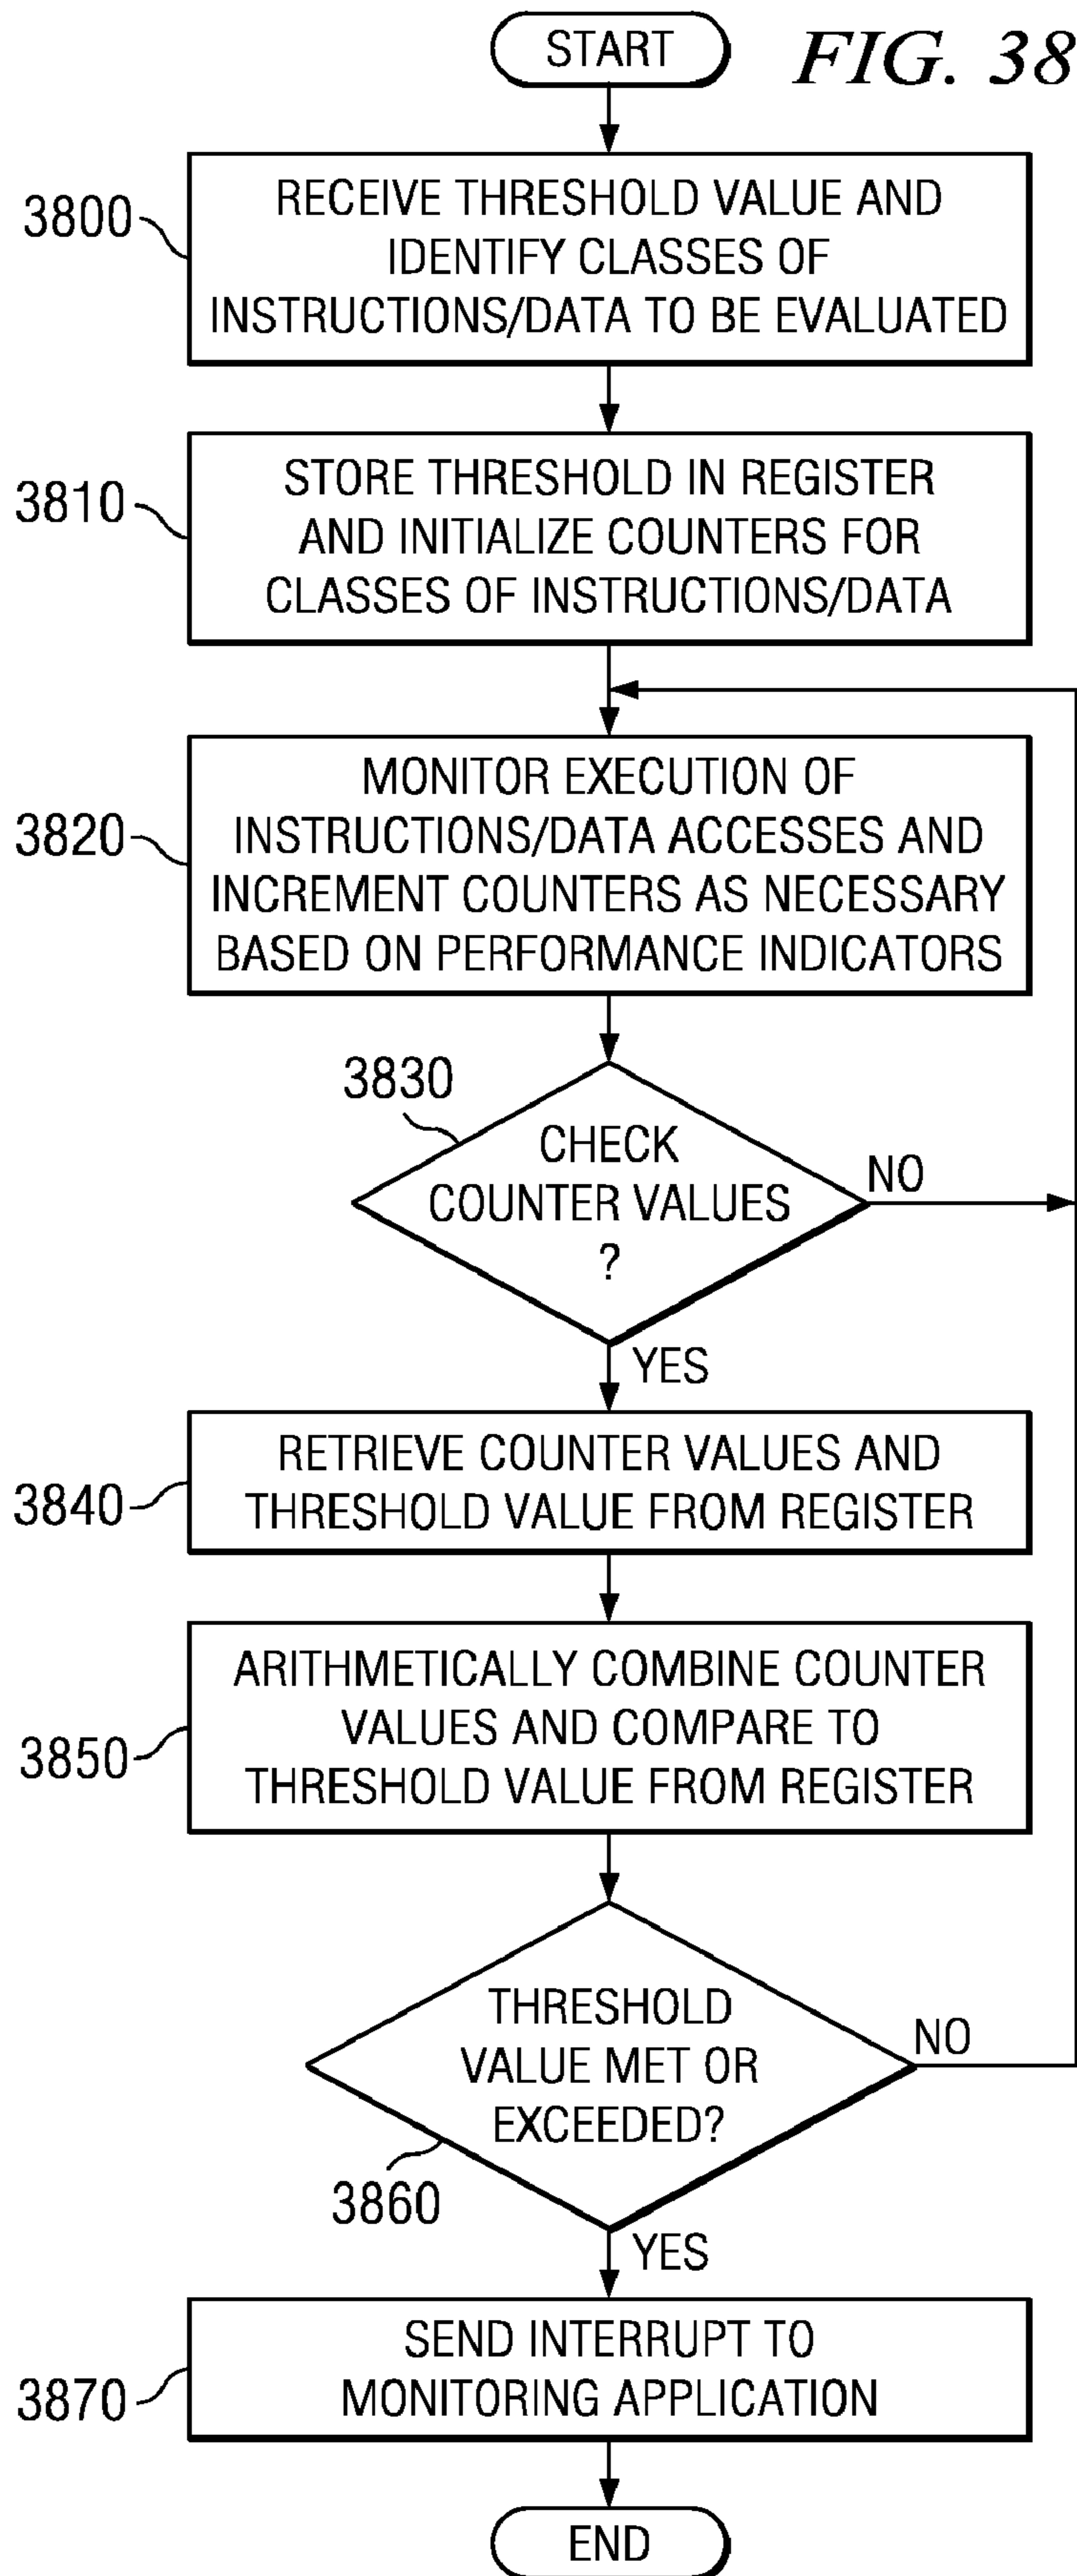 START
FIG. 38
3800
RECEIVE THRESHOLD VALUE AND
IDENTIFY CLASSES OF
INSTRUCTIONS/DATA TO BE EVALUATED
3810
STORE THRESHOLD IN REGISTER
AND INITIALIZE COUNTERS FOR
CLASSES OF INSTRUCTIONS/DATA
3820
MONITOR EXECUTION OF
INSTRUCTIONS/DATA ACCESSES AND
INCREMENT COUNTERS AS NECESSARY
BASED ON PERFORMANCE INDICATORS
3830
CHECK
COUNTER VALUES
?
NO
YES
3840
RETRIEVE COUNTER VALUES AND
THRESHOLD VALUE FROM REGISTER
3850
ARITHMETICALLY COMBINE COUNTER
VALUES AND COMPARE TO
THRESHOLD VALUE FROM REGISTER
THRESHOLD
VALUE MET OR
EXCEEDED?
NO
3860
YES
3870
SEND INTERRUPT TO
MONITORING APPLICATION
END